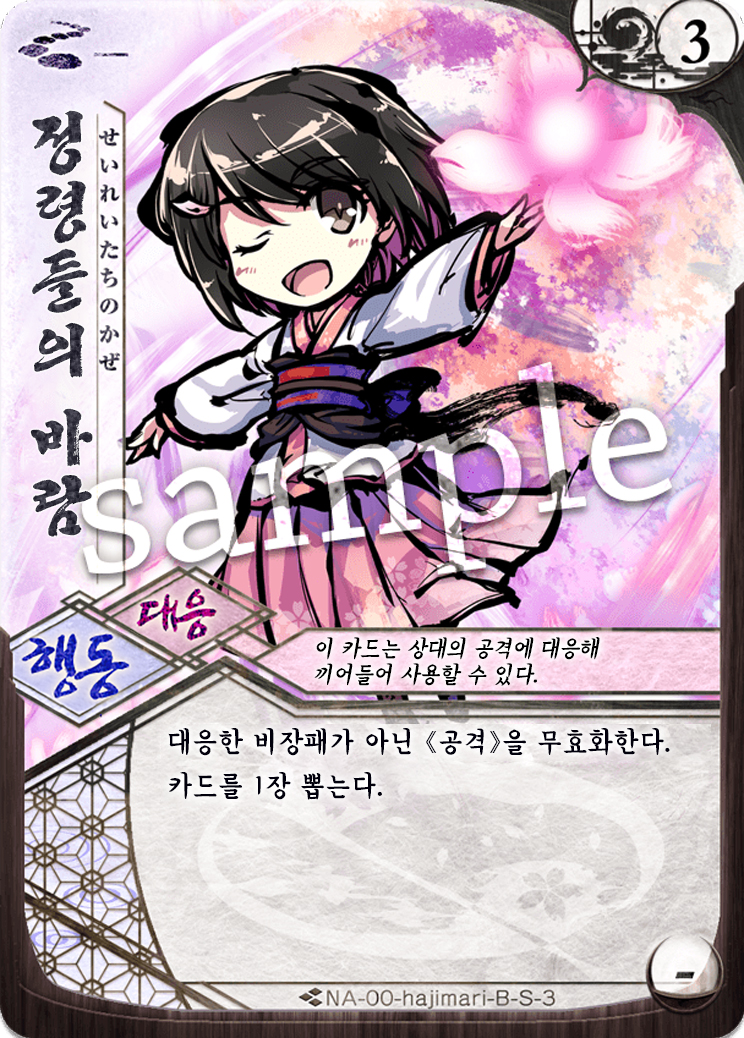 3
정령들의 바람
せいれいたちのかぜ
sample
대응
행동
이 카드는 상대의 공격에 대응해
끼어들어 사용할 수 있다.
대응한 비장패가 아닌 《공격》을 무효화한다.
카드를 1장 뽑는다.
-
NA-00-hajimari-B-S-3